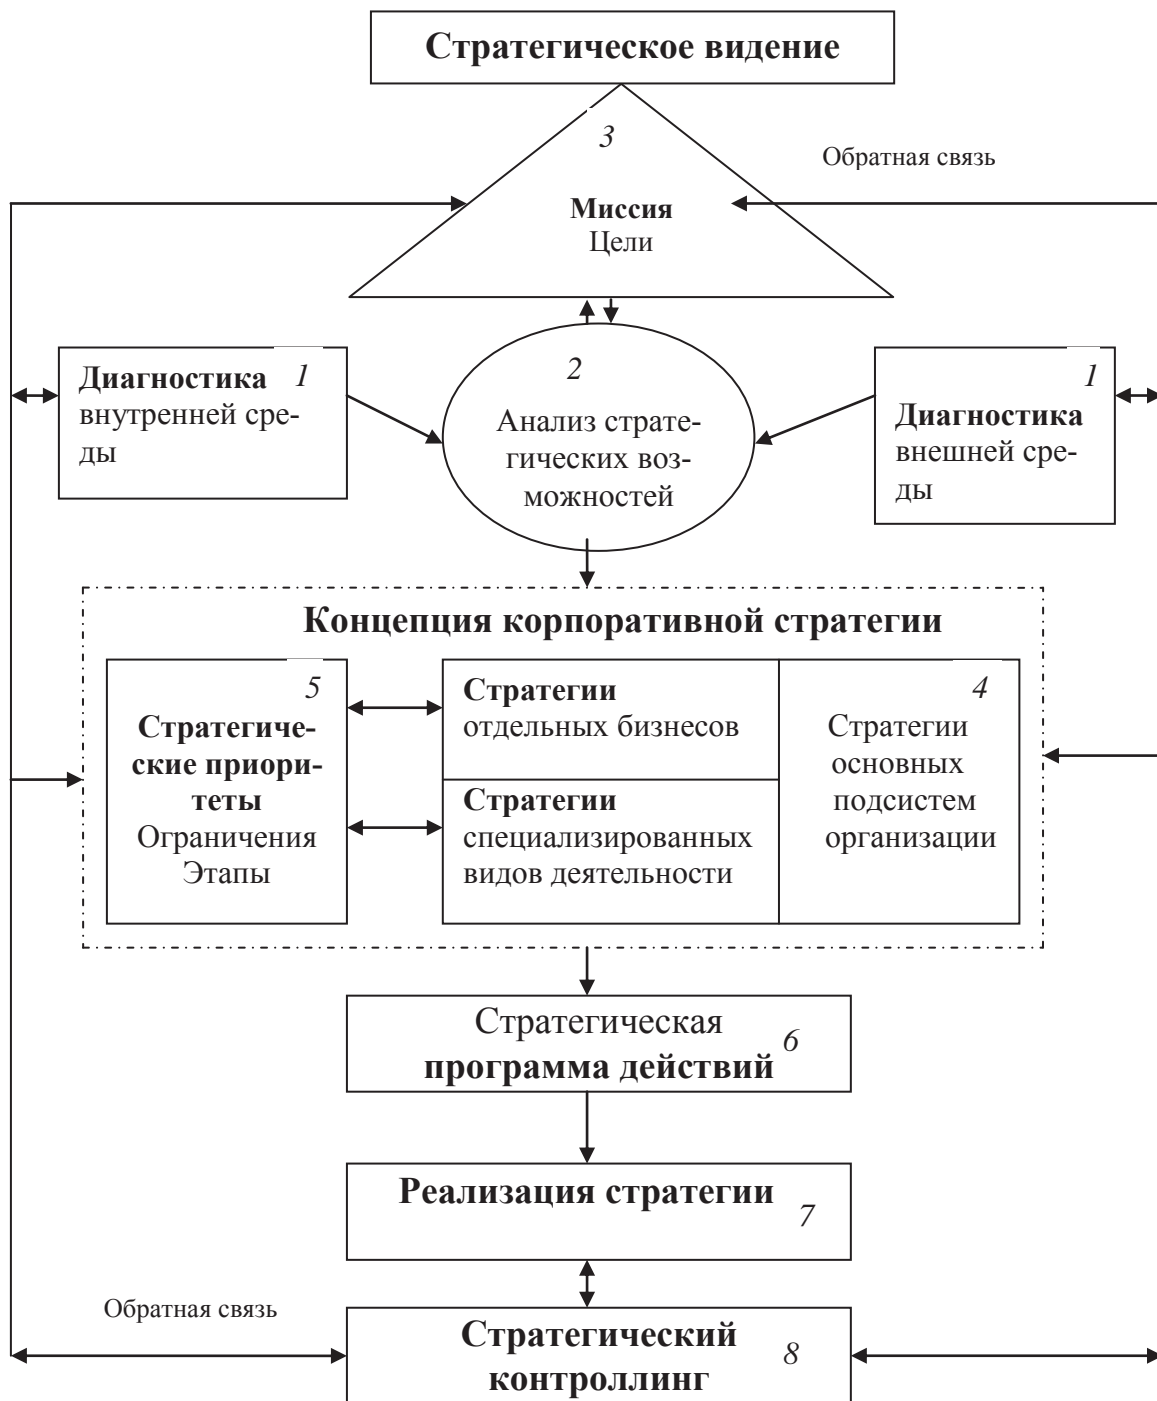 Стратегическое видение
3
Обратная связь
Миссия
Цели
Диагностика 1
внутренней сре-
ды
2
Анализ страте-
гических воз-
можностей
1
Диагностика
внешней сре-
ды
Концепция корпоративной стратегии
5
Стратегиче-
ские приори-
теты
Ограничения
Этапы
Стратегии
отдельных бизнесов
Стратегии
специализированных
видов деятельности
4
Стратегии
основных
подсистем
организации
Стратегическая
программа действий 6
Реализация стратегии
7
Обратная связь
Стратегический
контроллинг 8